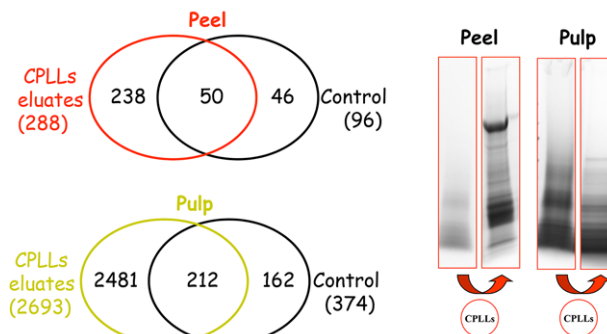 Peel
CPLLs
eluates
(288)
238
50
46
Control
(96)
Pulp
CPLLs
eluates
(2693)
2481
212
162
Control
(374)
Peel
Pulp
CPLLs
CPLLs